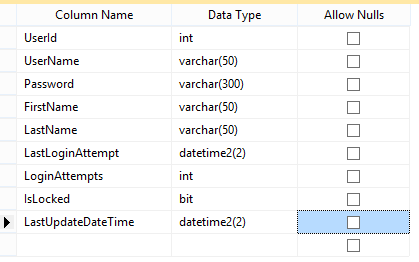 Column Name Data Type Allow Nulls
UserId int
UserName varchar(50)
Password varchar(300)
FirstName varchar(50)
LastName varchar(50)
LastLoginAttempt datetime2(2)
LoginAttempts int
IsLocked bit
LastUpdateDateTime datetime2(2)